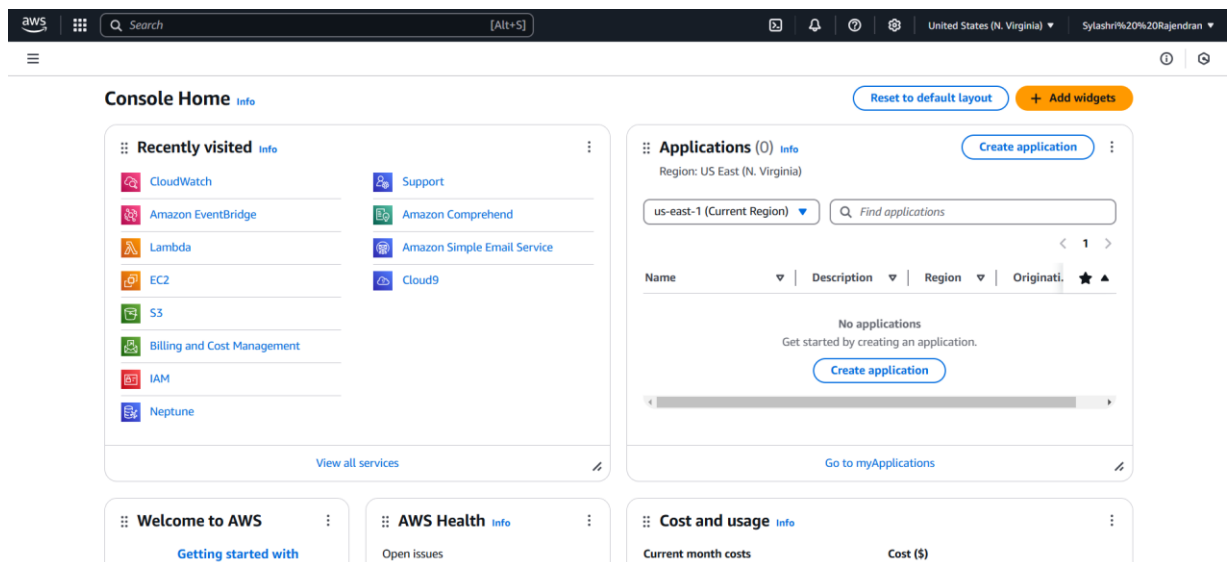 aws
Search [Alt+S]
United States (N. Virginia)
Sylashri%20%20Rajendran
Console Home Info
Reset to default layout
+ Add widgets
Recently visited Info
CloudWatch
Amazon EventBridge
Lambda
EC2
S3
Billing and Cost Management
IAM
Neptune
Support
Amazon Comprehend
Amazon Simple Email Service
Cloud9
View all services
Applications (0) Info
Create application
Region: US East (N. Virginia)
us-east-1 (Current Region)
Find applications
1
Name Description Region Originati.
No applications
Get started by creating an application.
Create application
Go to myApplications
Welcome to AWS
Getting started with
AWS Health Info
Open issues
Cost and usage Info
Current month costs
Cost ($)